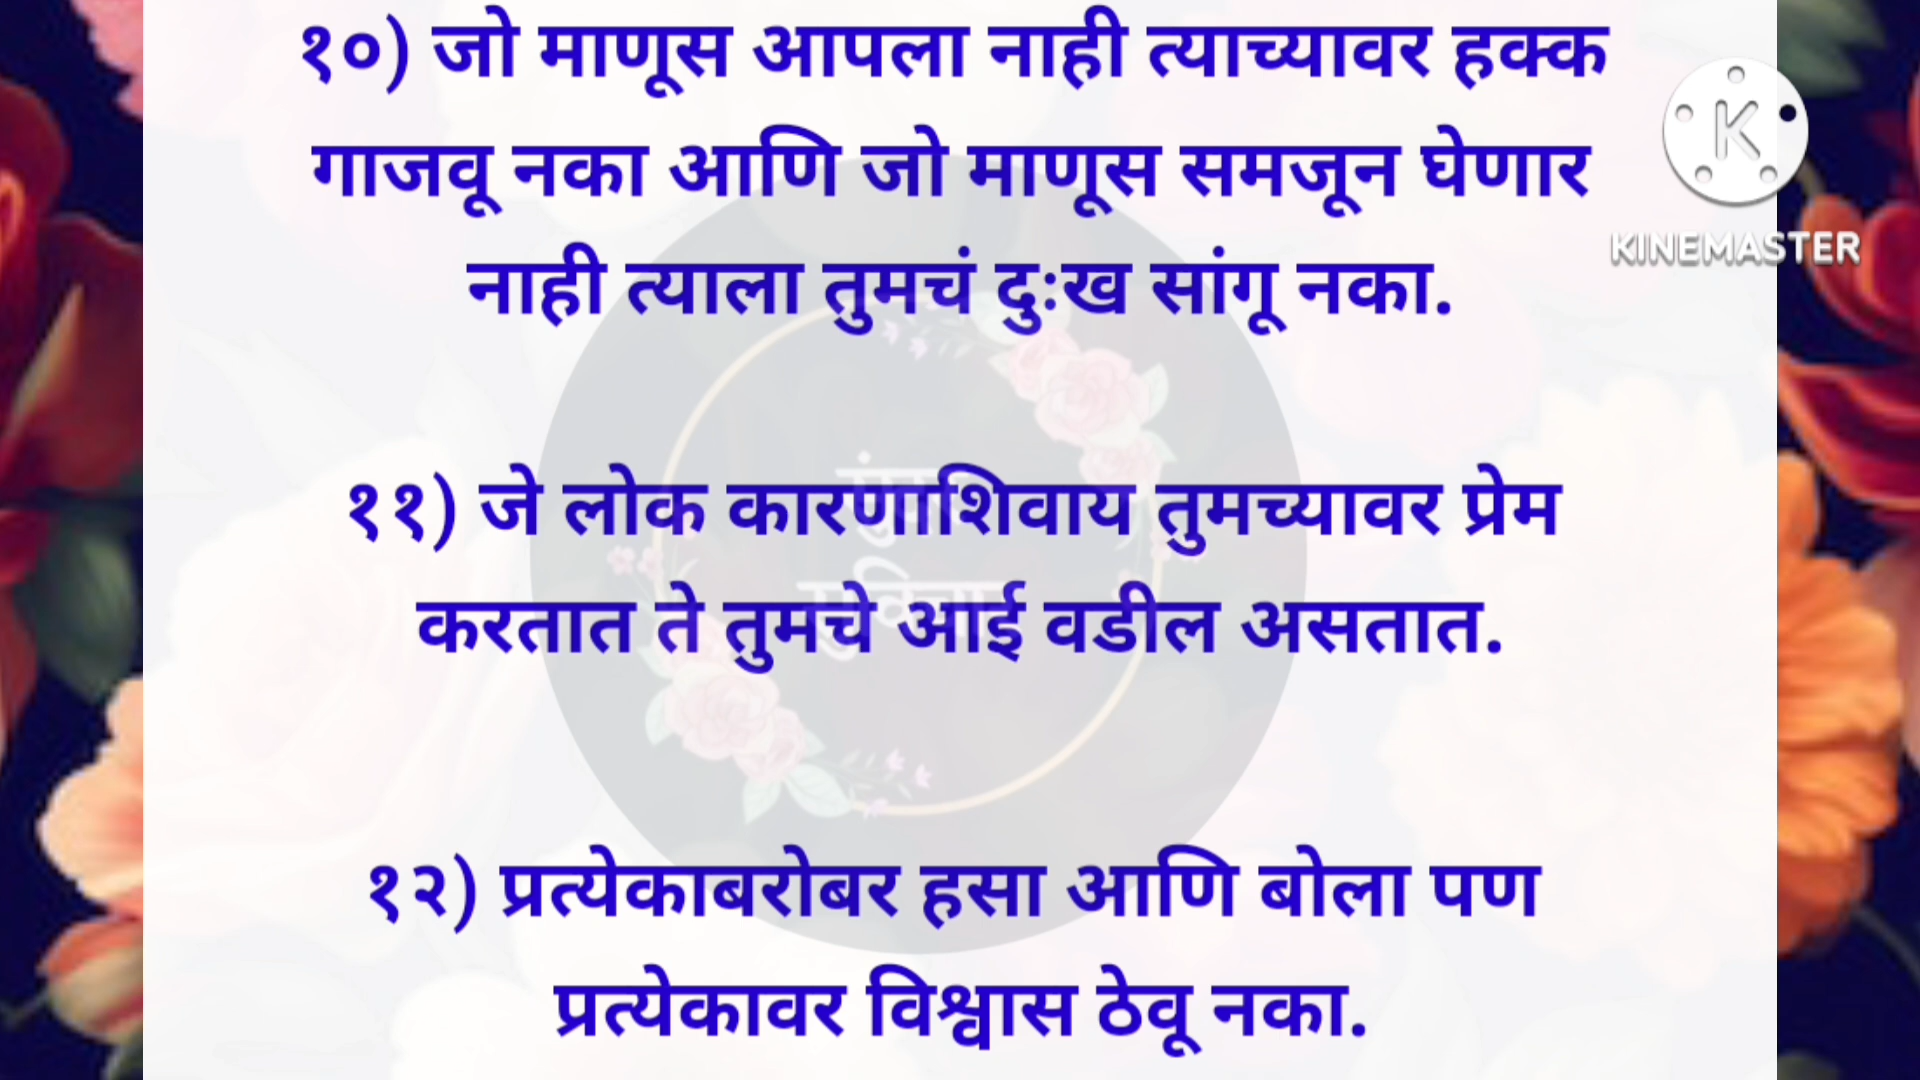 १०) जो माणूस आपला नाही त्याच्यावर हक्क
गाजवू नका आणि जो माणूस समजून घेणार
नाही त्याला तुमचं दुःख सांगू नका.
११) जे लोक कारणाशिवाय तुमच्यावर प्रेम
करतात ते तुमचे आई वडील असतात.
१२) प्रत्येकाबरोबर हसा आणि बोला पण
प्रत्येकावर विश्वास ठेवू नका.
K
KINEMASTER